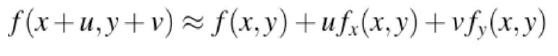 f(x+u,y+v) ≈ f(x,y) + uf_x(x,y) + vf_y(x,y)